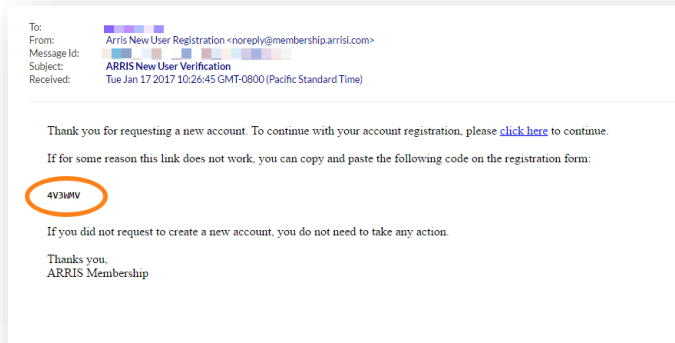 To:
From: Arris New User Registration <noreply@membership.arrisi.com>
Message Id:
Subject: ARRIS New User Verification
Received: Tue Jan 17 2017 10:26:45 GMT-0800 (Pacific Standard Time)
Thank you for requesting a new account. To continue with your account registration, please click here to continue.
If for some reason this link does not work, you can copy and paste the following code on the registration form:
4V3WMV
If you did not request to create a new account, you do not need to take any action.
Thanks you,
ARRIS Membership